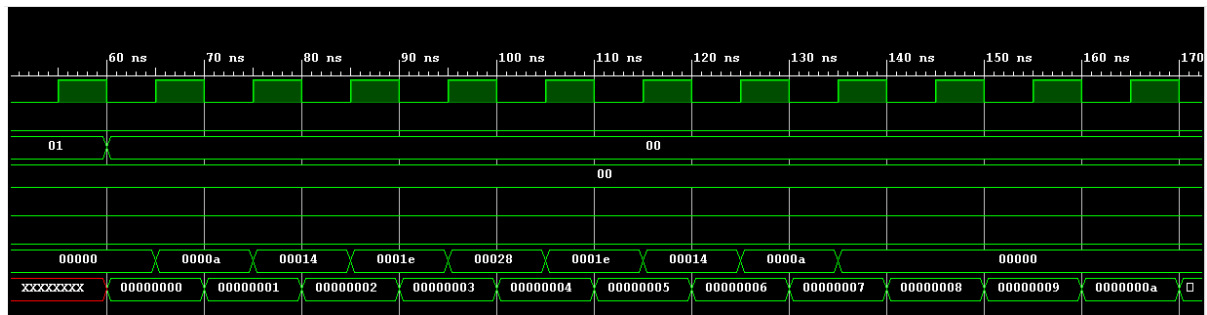 60 ns 70 ns 80 ns 90 ns 100 ns 110 ns 120 ns 130 ns 140 ns 150 ns 160 ns 170
01 00
00
00000 0000a 00014 0001e 00028 0001e 00014 0000a 00000
XXXXXXXX 00000000 00000001 00000002 00000003 00000004 00000005 00000006 00000007 00000008 00000009 0000000a